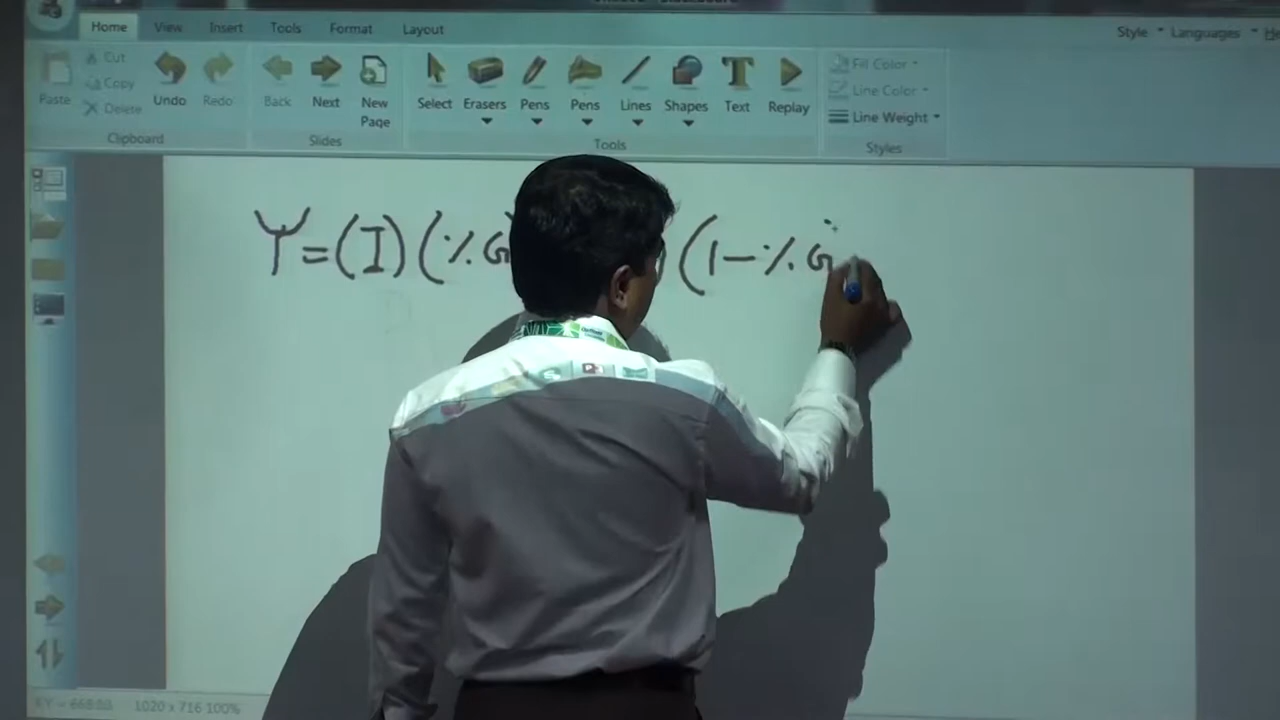 Home View Insert Tools Format Layout Style Languages
Cut
Copy
Delete
Paste Undo Redo Back Next New Page Select Erasers Pens Pens Lines Shapes Text Replay
Fill Color
Line Color
Line Weight
Clipboard Slides Tools Styles
Y=(I)(%G ) (1-%G
1020 x 716 100%